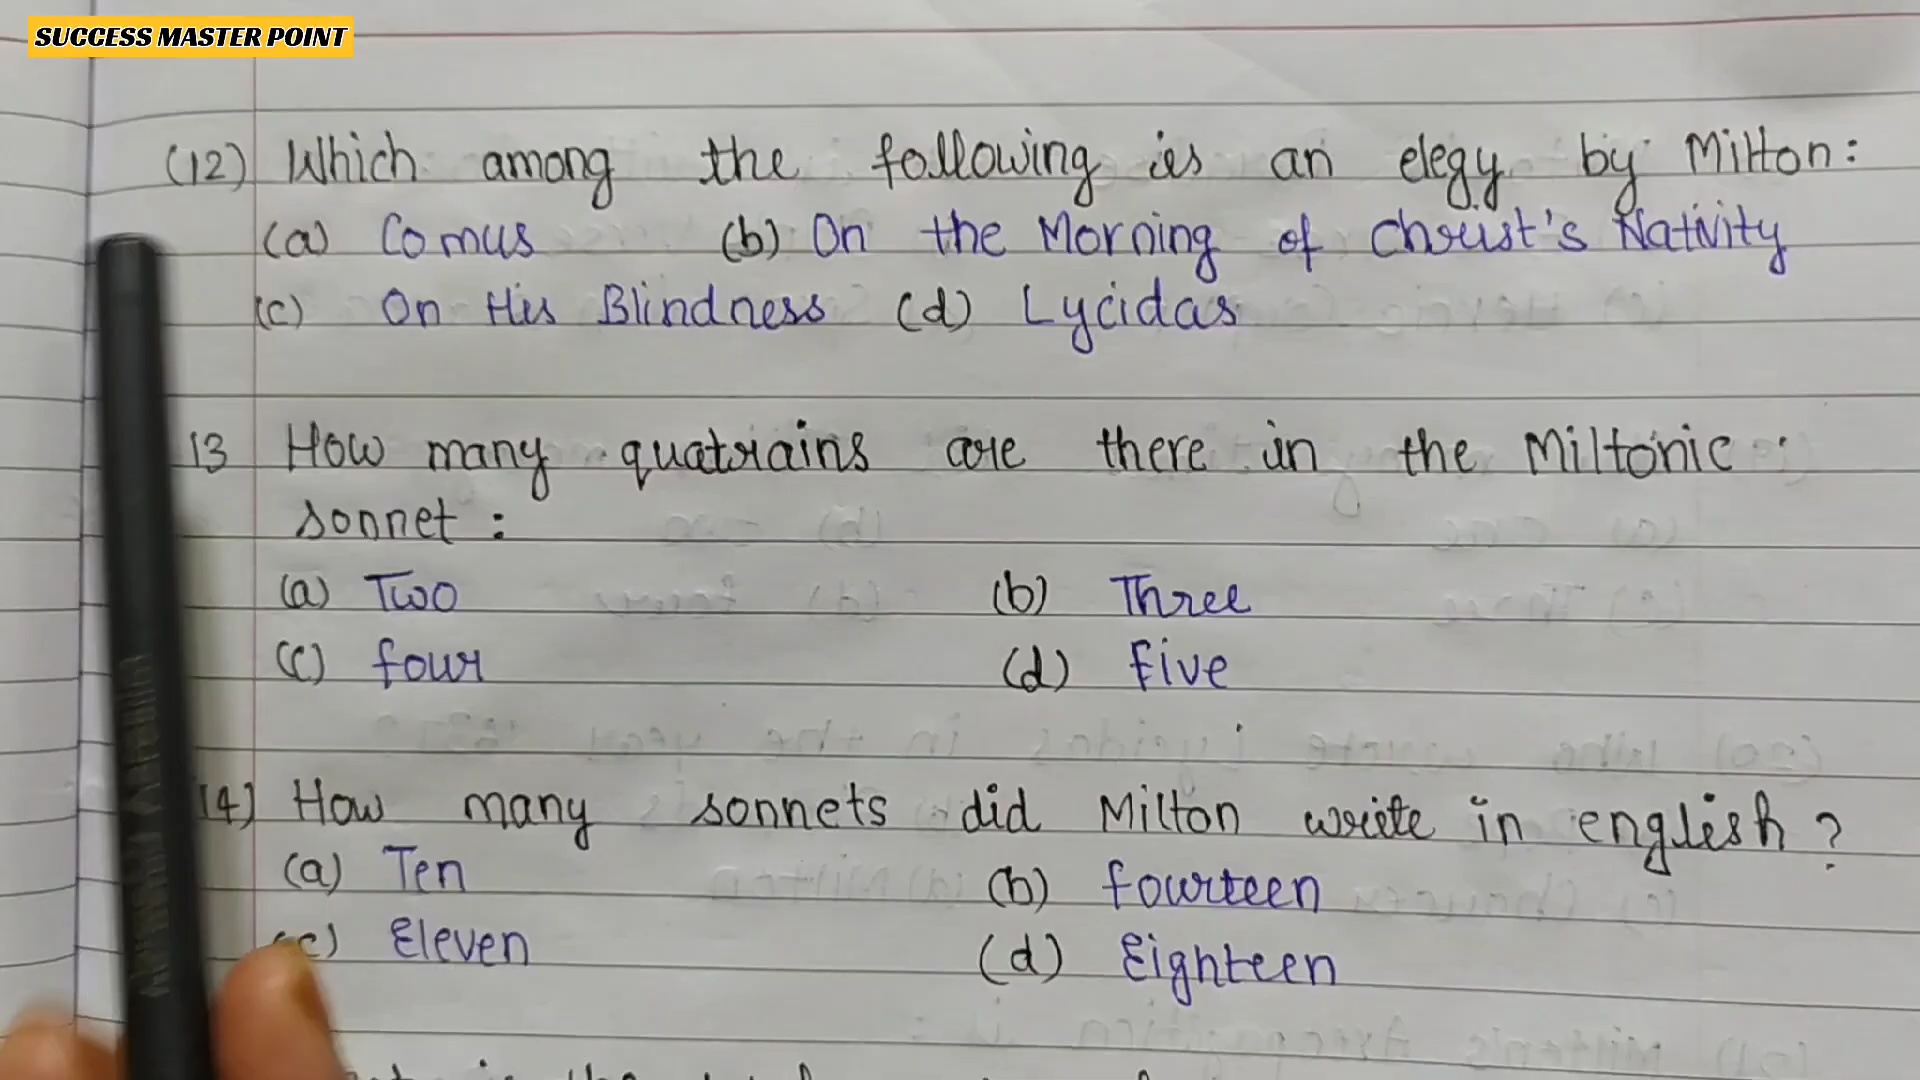 SUCCESS MASTER POINT
(12) Which among the following is an elegy by Milton:
(a) Comus (b) On the Morning of Christ's Nativity
(c) On His Blindness (d) Lycidas
13 How many quatrains are there in the Miltonic
sonnet:
(a) Two (b) Three
(c) four (d) Five
14) How many sonnets did Milton write in english?
(a) Ten (b) fourteen
(c) Eleven (d) Eighteen